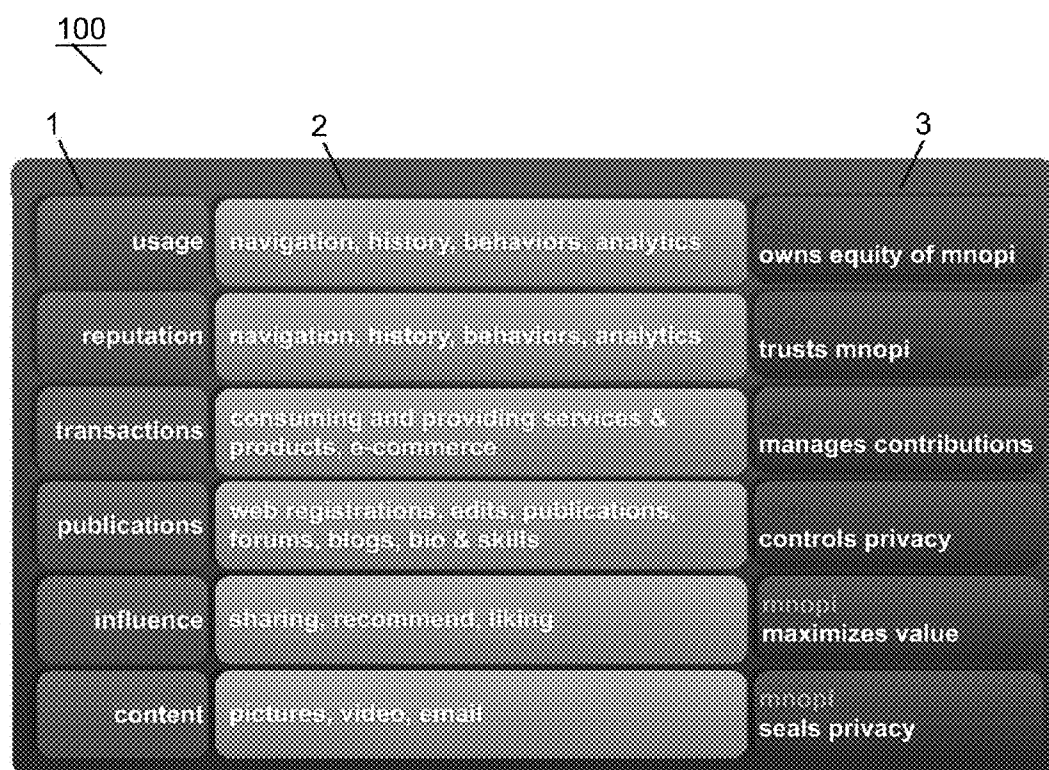 100
1 2 3
usage navigation, history, behaviors, analytics owns equity of mnopi
reputation navigation, history, behaviors, analytics trusts mnopi
transactions consuming and providing services &
products, e-commerce manages contributions
publications web registrations, edits, publications,
forums, blogs, bio & skills controls privacy
influence sharing, recommend, liking mnopi
maximizes value
content pictures, video, email mnopi
seals privacy